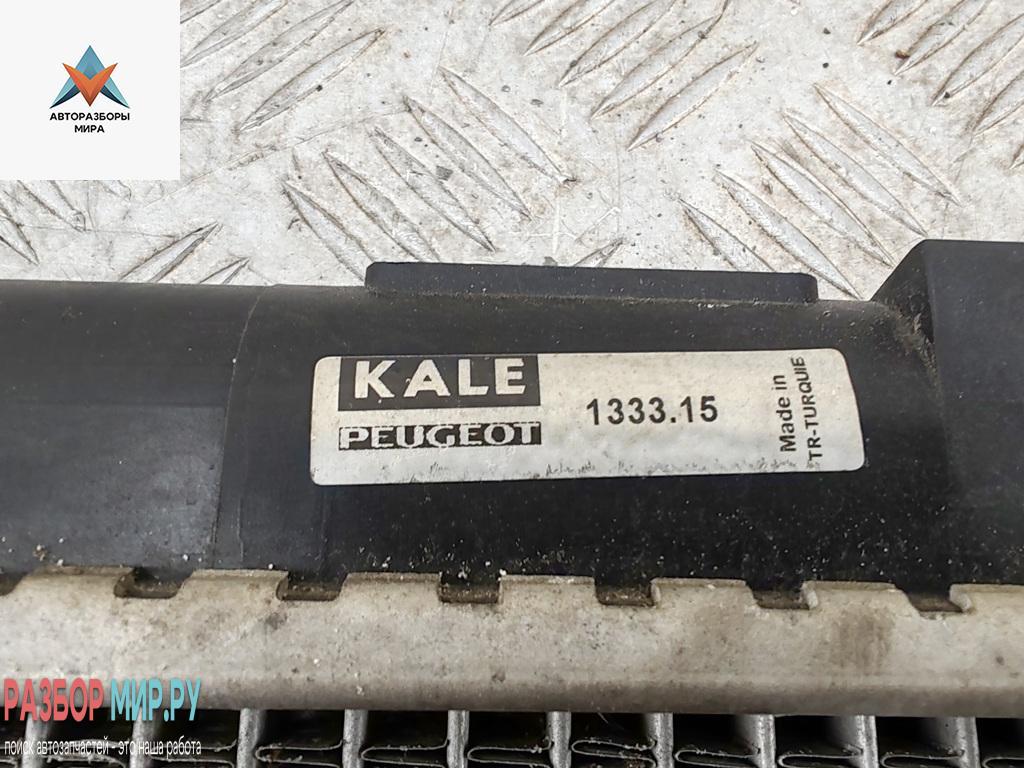 АВТОРАЗБОРЫ
МИРА
KALE
PEUGEOT
1333.15
Made in
TR-TURQUIE
РАЗБОР МИР.РУ
поиск автозапчастей - это наша работа